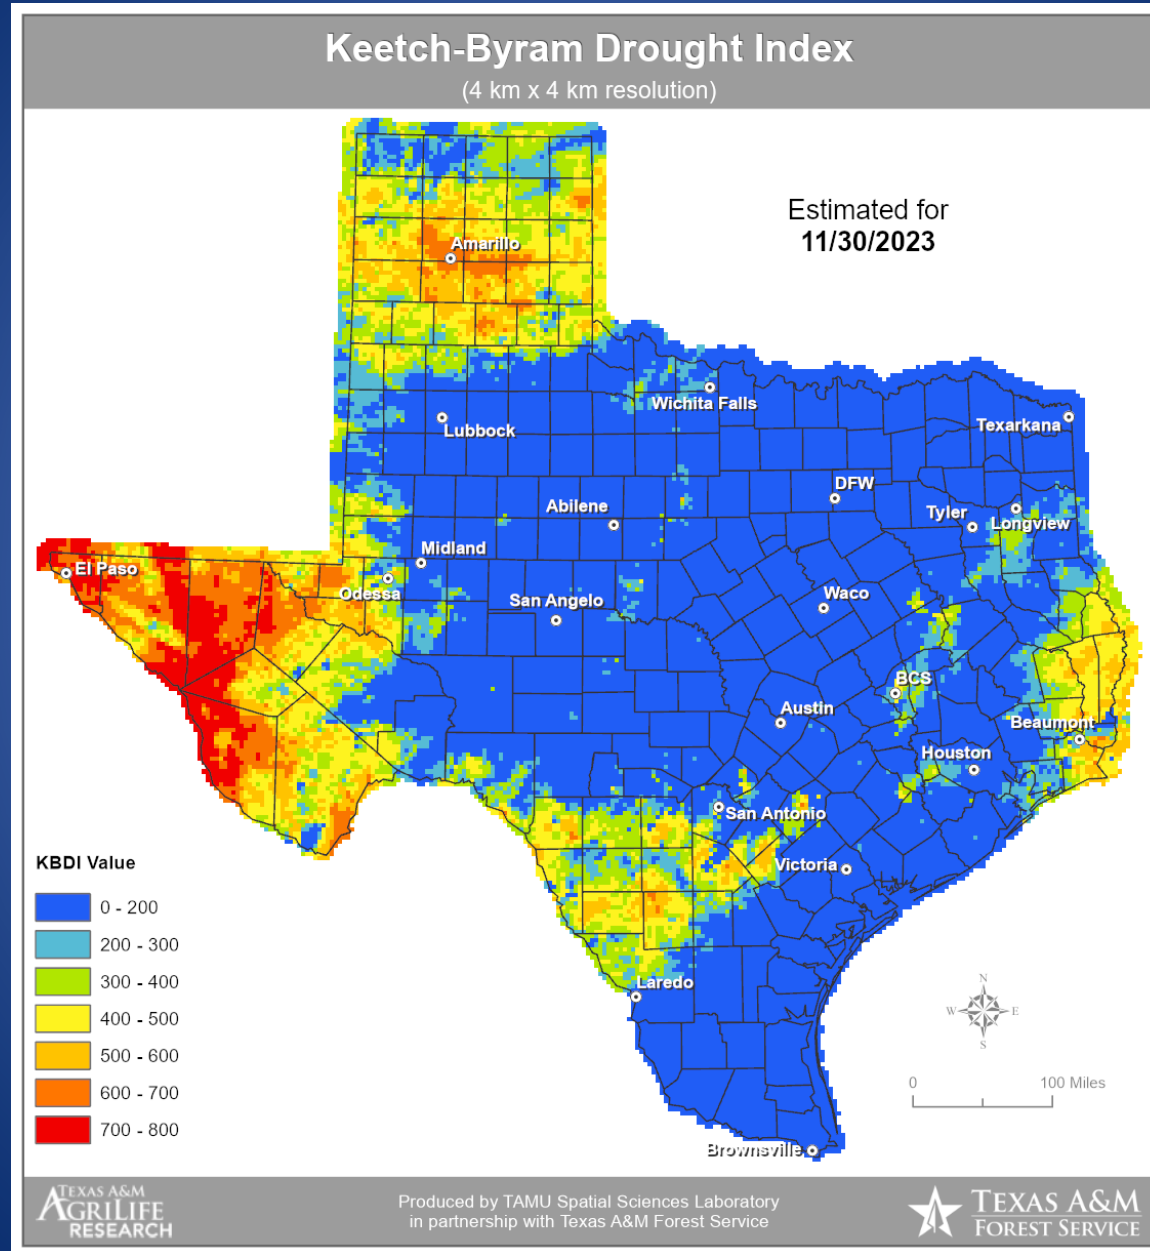 Keetch-Byram Drought Index
(4 km x 4 km resolution)
Estimated for
11/30/2023
Amarillo
Wichita Falls
Lubbock
Texarkana
DFW
Abilene
Tyler
Longview
Midland
El Paso
Odessa
San Angelo
Waco
BCS
Austin
Beaumont
Houston
San Antonio
Victoria
Laredo
Brownsville
KBDI Value
0 - 200
200 - 300
300 - 400
400 - 500
500 - 600
600 - 700
700 - 800
N
W E
S
0 100 Miles
TEXAS A&M
AGRILIFE
RESEARCH
Produced by TAMU Spatial Sciences Laboratory
in partnership with Texas A&M Forest Service
TEXAS A&M
FOREST SERVICE